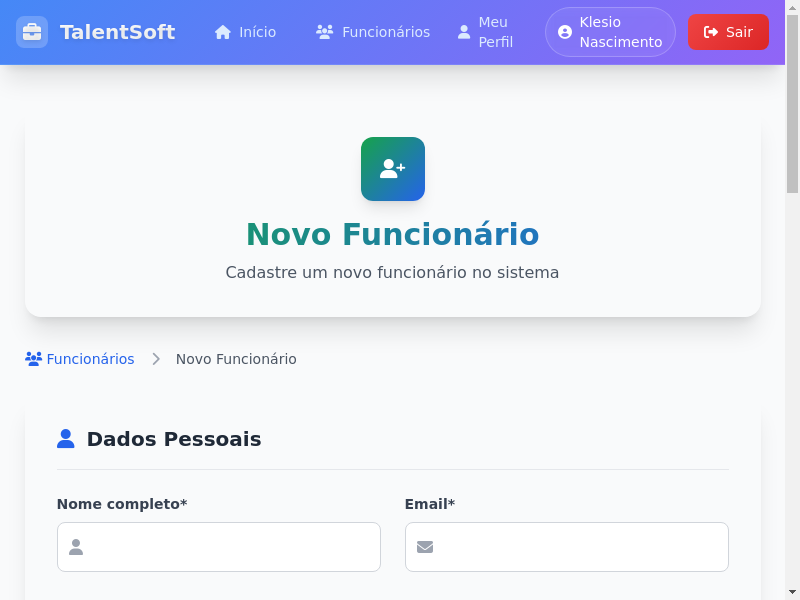 TalentSoft
Início
Funcionários
Meu
Perfil
Klesio
Nascimento
Sair
Novo Funcionário
Cadastre um novo funcionário no sistema
Funcionários
Novo Funcionário
Dados Pessoais
Nome completo*
Email*